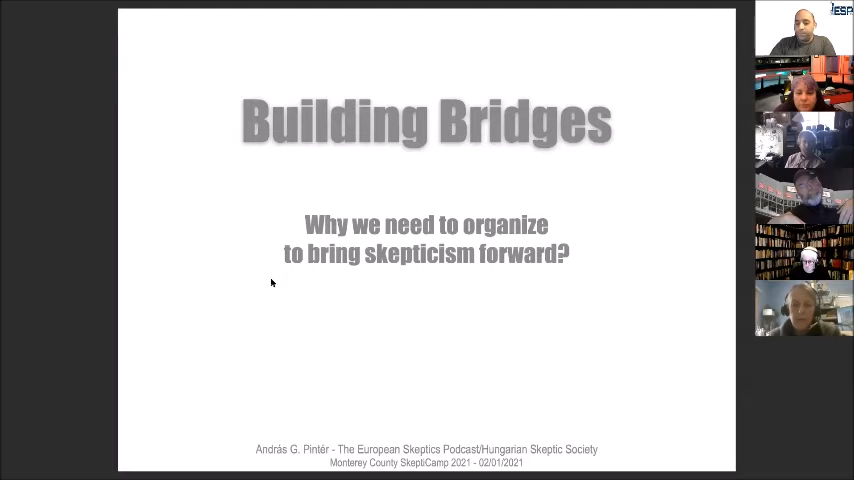 Building Bridges
Why we need to organize
to bring skepticism forward?
András G. Pintér - The European Skeptics Podcast/Hungarian Skeptic Society
Monterey County SkeptiCamp 2021 - 02/01/2021
ESP